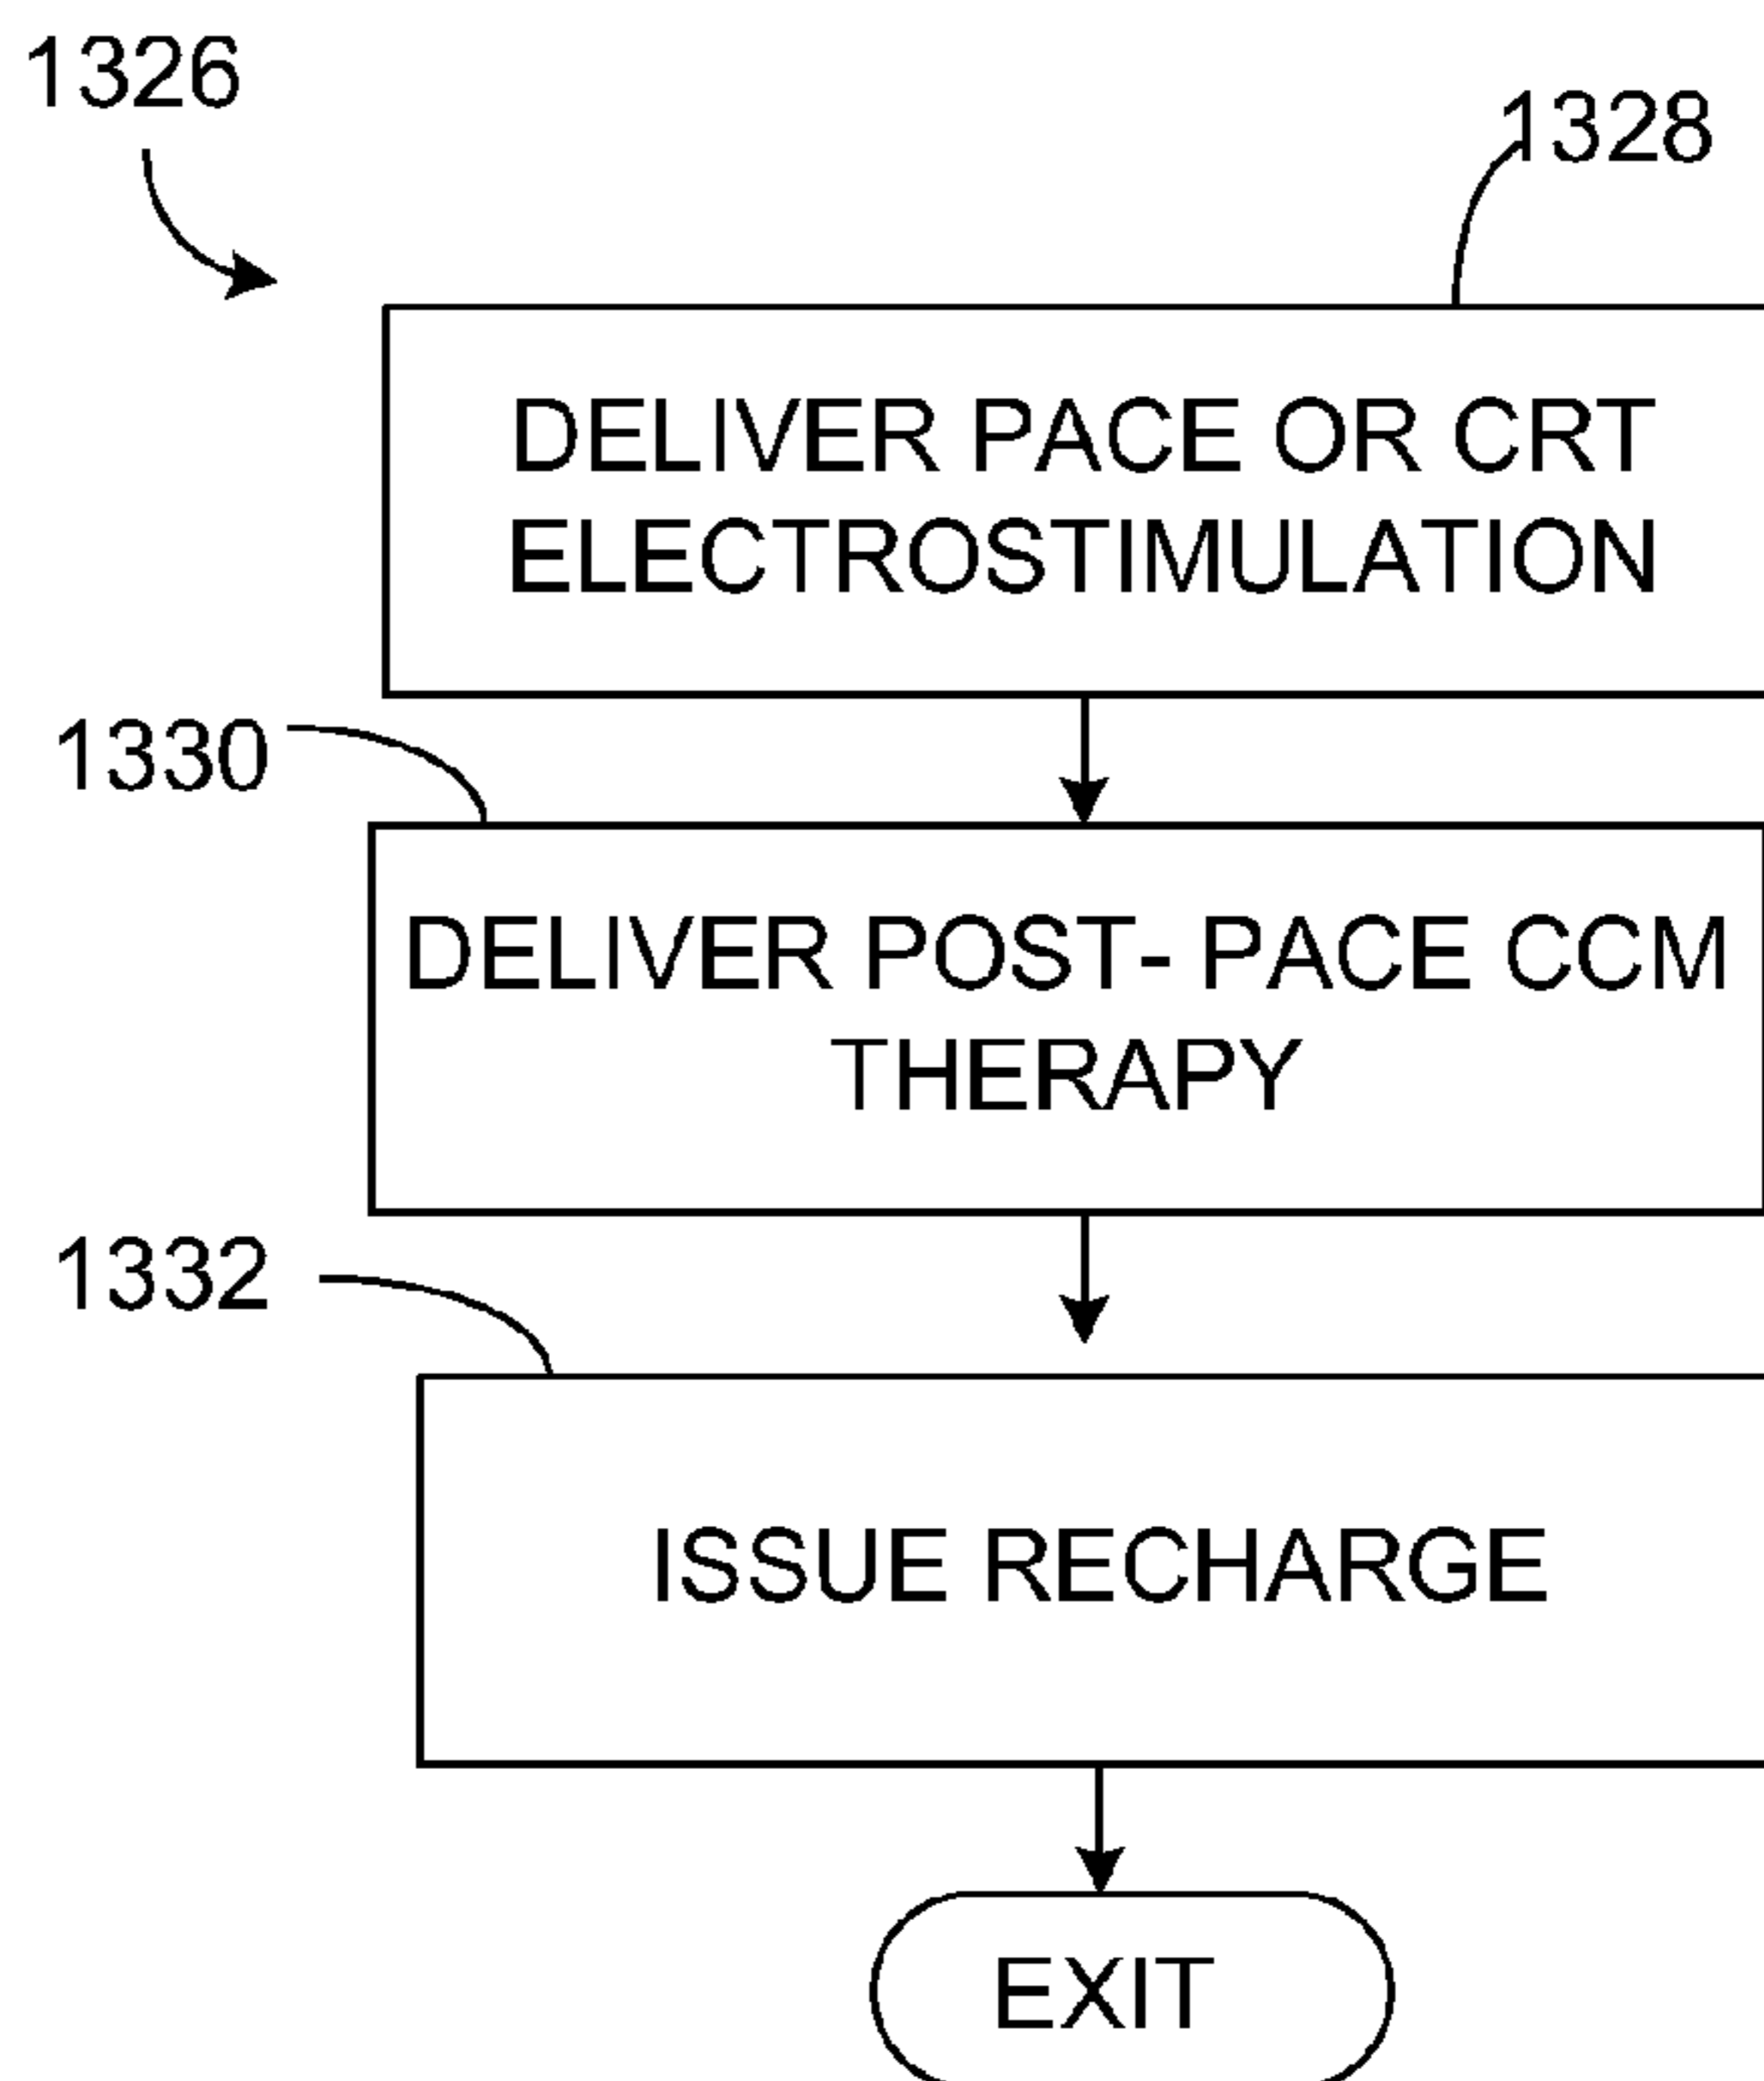 1326
1328
DELIVER PACE OR CRT
ELECTROSTIMULATION
1330
DELIVER POST- PACE CCM
THERAPY
1332
ISSUE RECHARGE
EXIT